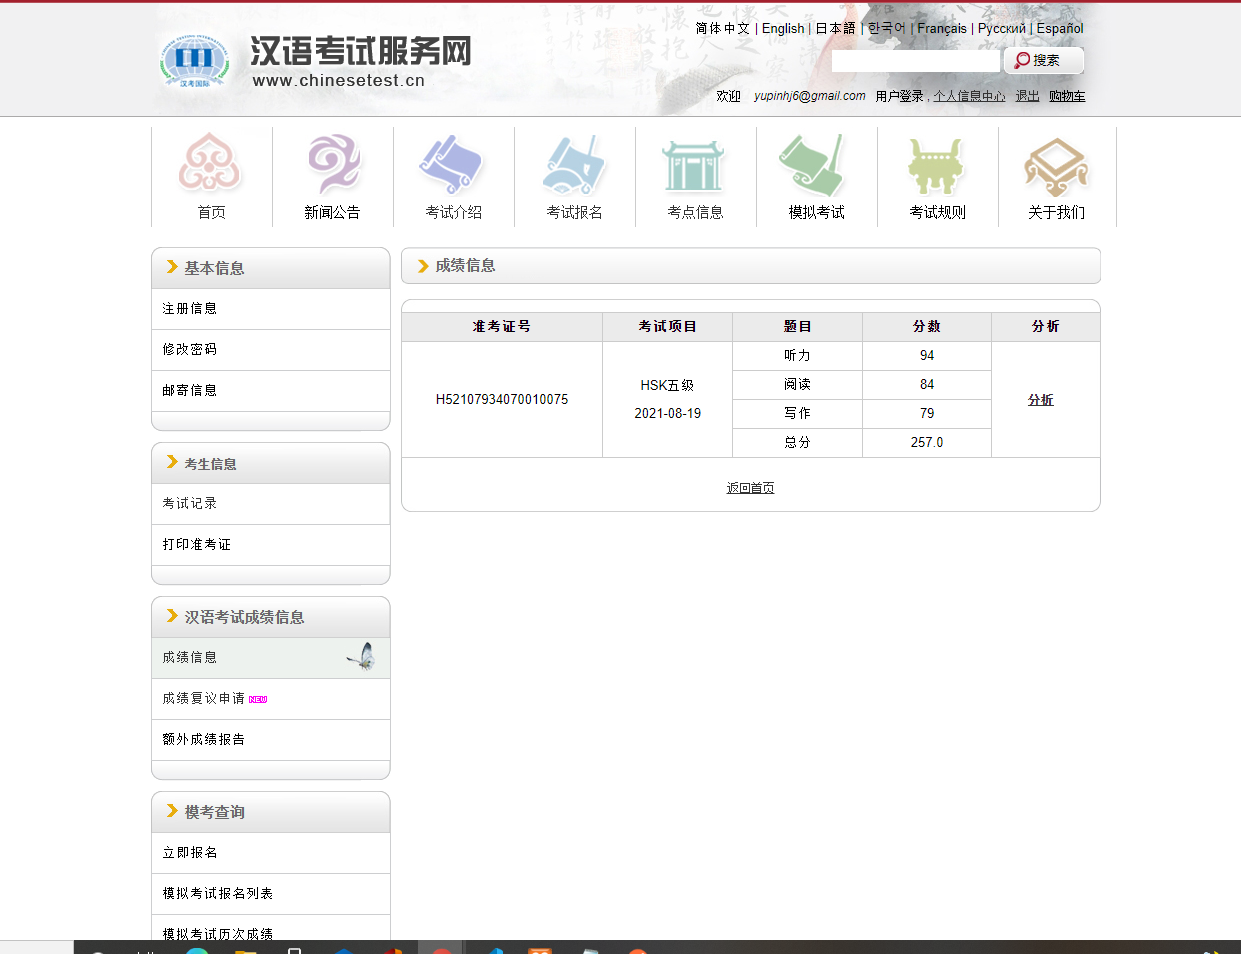 简体中文 | English | 日本語 | 한국어 | Français | Русский | Español
汉语考试服务网
www.chinesetest.cn
汉考国际
搜索
欢迎 yupinhj6@gmail.com 用户登录 , 个人信息中心 退出 购物车
首页 新闻公告 考试介绍 考试报名 考点信息 模拟考试 考试规则 关于我们
基本信息
注册信息
修改密码
邮寄信息
考生信息
考试记录
打印准考证
汉语考试成绩信息
成绩信息
成绩复议申请 NEW
额外成绩报告
模考查询
立即报名
模拟考试报名列表
模拟考试历次成绩
成绩信息
准考证号 考试项目 题目 分数 分析
H52107934070010075
HSK五级
2021-08-19
听力 94
阅读 84
写作 79
总分 257.0
分析
返回首页